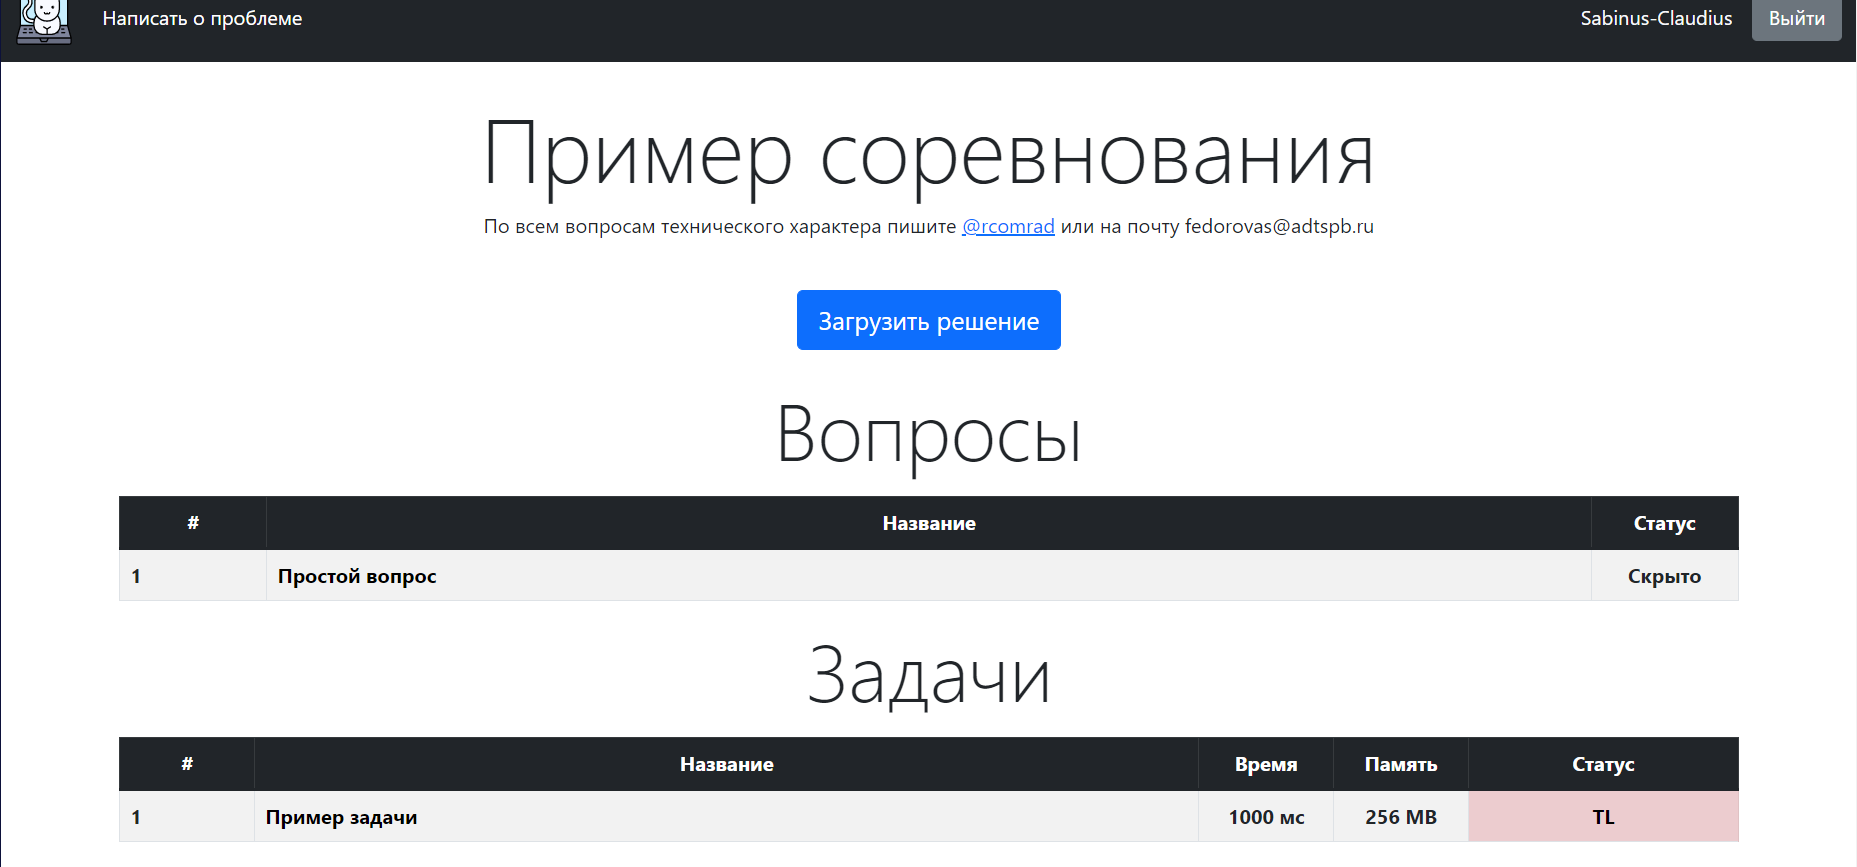 Написать о проблеме Sabinus-Claudius Выйти
Пример соревнования
По всем вопросам технического характера пишите @rcomrad или на почту fedorovas@adtspb.ru
Загрузить решение
Вопросы
# Название Статус
1 Простой вопрос Скрыто
Задачи
# Название Время Память Статус
1 Пример задачи 1000 мс 256 MB TL